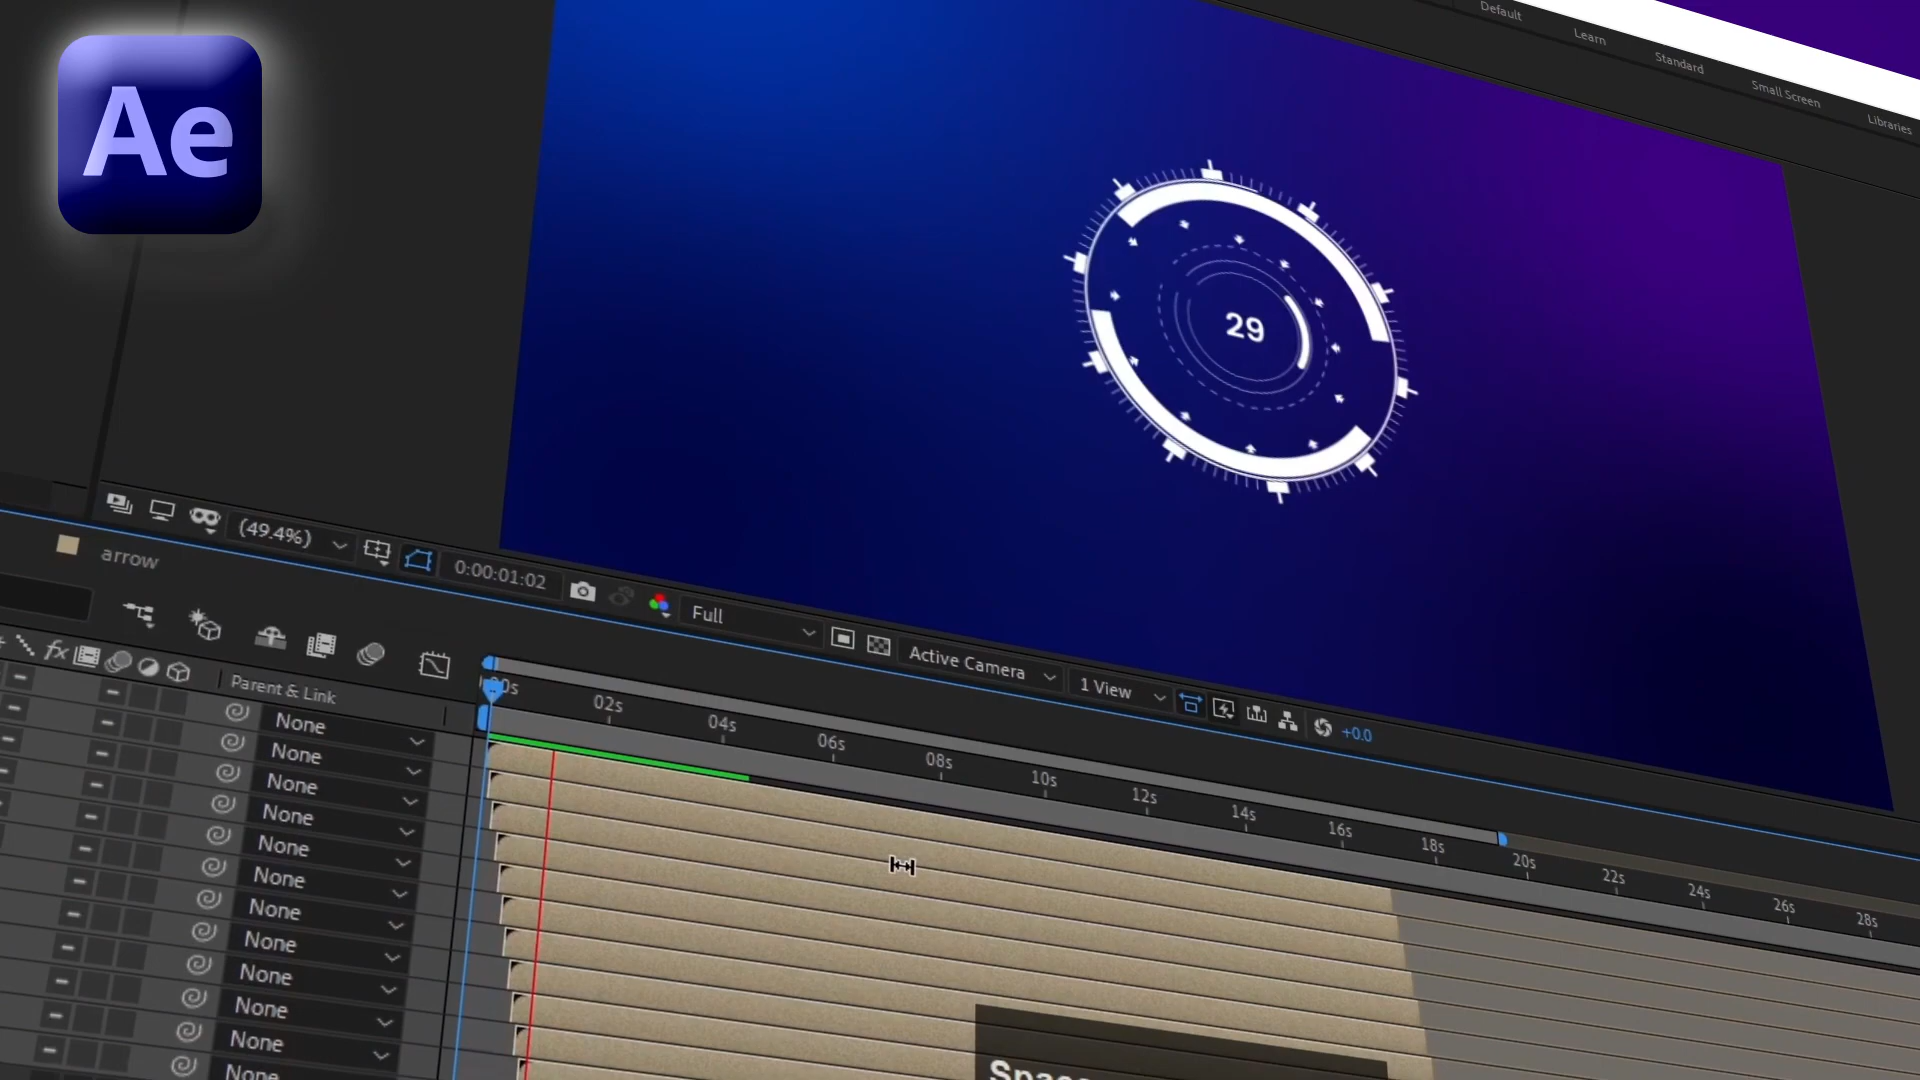 Ae
Default
Learn
Standard
Small Screen
Libraries
29
(49.4%)
0:00:01:02
Full
Active Camera
1 View
+0.0
arrow
fx
Parent & Link
02s
04s
06s
08s
10s
12s
14s
16s
18s
20s
22s
24s
26s
28s
None
None
None
None
None
None
None
None
None
None
None
None